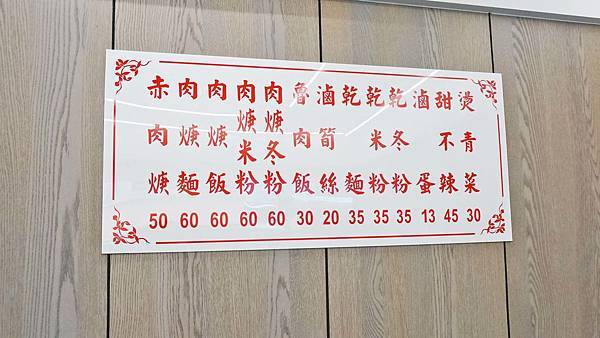 赤肉焿 50
肉焿麵 60
肉焿飯 60
肉焿米粉 60
肉焿冬粉 60
魯肉飯 30
滷筍絲 20
乾麵 35
乾米粉 35
乾冬粉 35
滷蛋 13
甜不辣 45
燙青菜 30